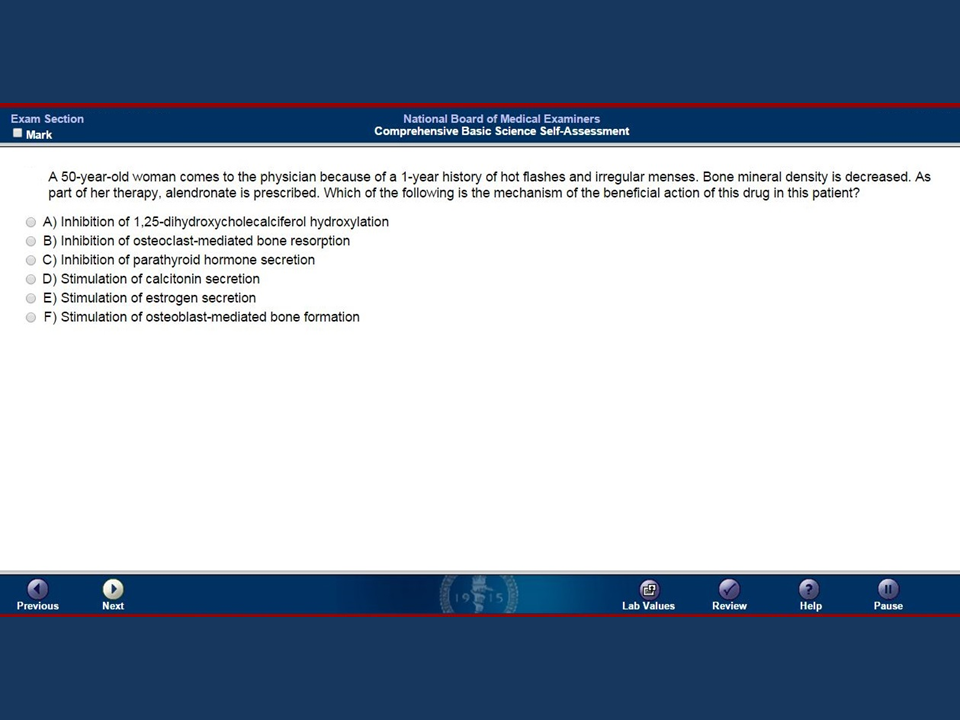 Exam Section
Mark
National Board of Medical Examiners
Comprehensive Basic Science Self-Assessment
A 50-year-old woman comes to the physician because of a 1-year history of hot flashes and irregular menses. Bone mineral density is decreased. As
part of her therapy, alendronate is prescribed. Which of the following is the mechanism of the beneficial action of this drug in this patient?
A) Inhibition of 1,25-dihydroxycholecalciferol hydroxylation
B) Inhibition of osteoclast-mediated bone resorption
C) Inhibition of parathyroid hormone secretion
D) Stimulation of calcitonin secretion
E) Stimulation of estrogen secretion
F) Stimulation of osteoblast-mediated bone formation
1915
Previous
Next
Lab Values
Review
Help
Pause